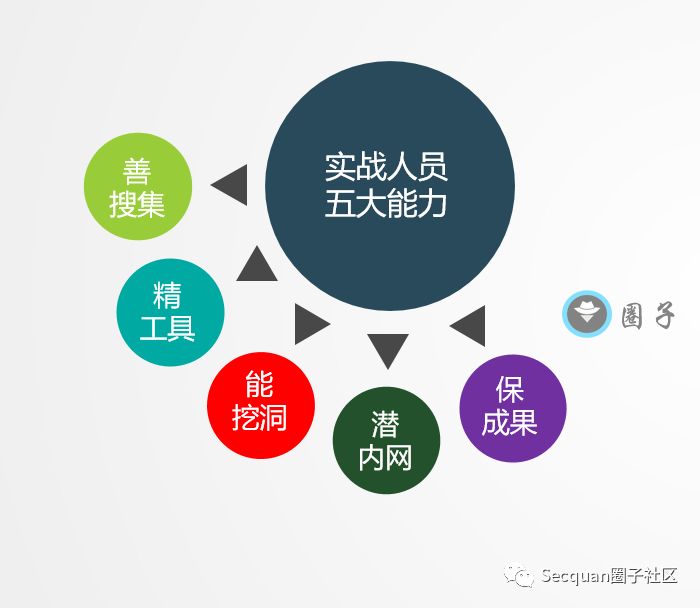 实战人员
五大能力
善
搜集
精
工具
能
挖洞
潜
内网
保
成果
圈子
Secquan圈子社区